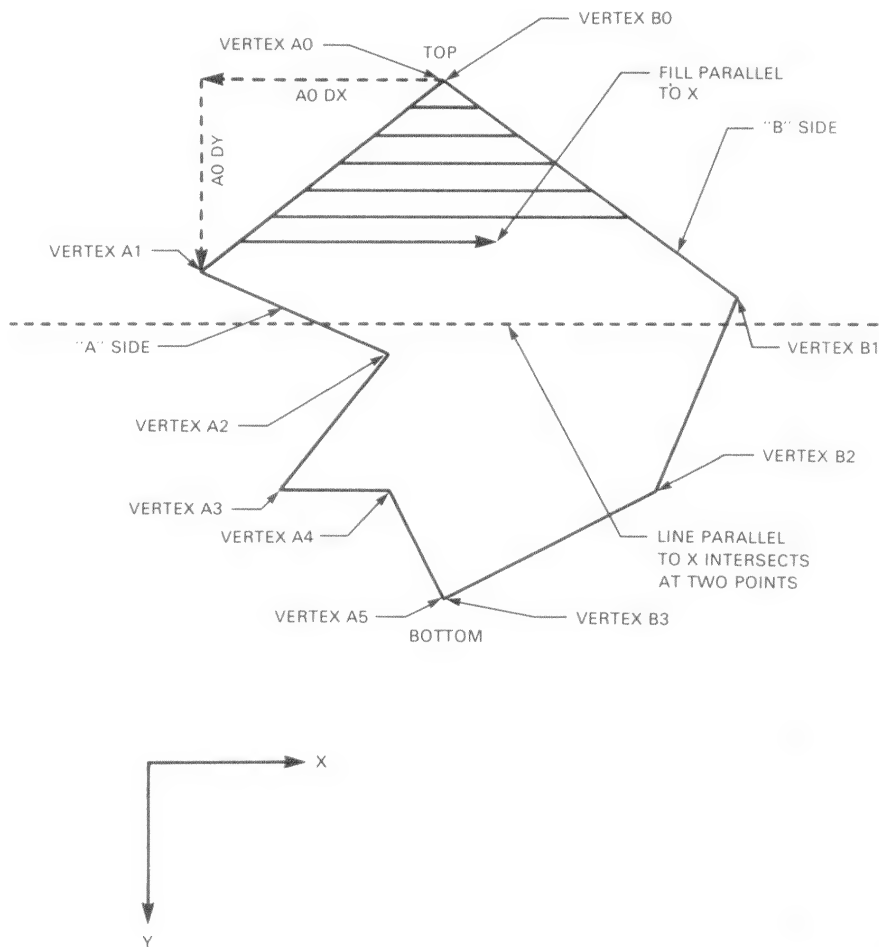 VERTEX B0
VERTEX A0
TOP
FILL PARALLEL
TO X
A0 DX
"B" SIDE
A0 DY
VERTEX A1
"A" SIDE
VERTEX B1
VERTEX A2
VERTEX B2
VERTEX A3
VERTEX A4
LINE PARALLEL
TO X INTERSECTS
AT TWO POINTS
VERTEX A5
VERTEX B3
BOTTOM
X
Y